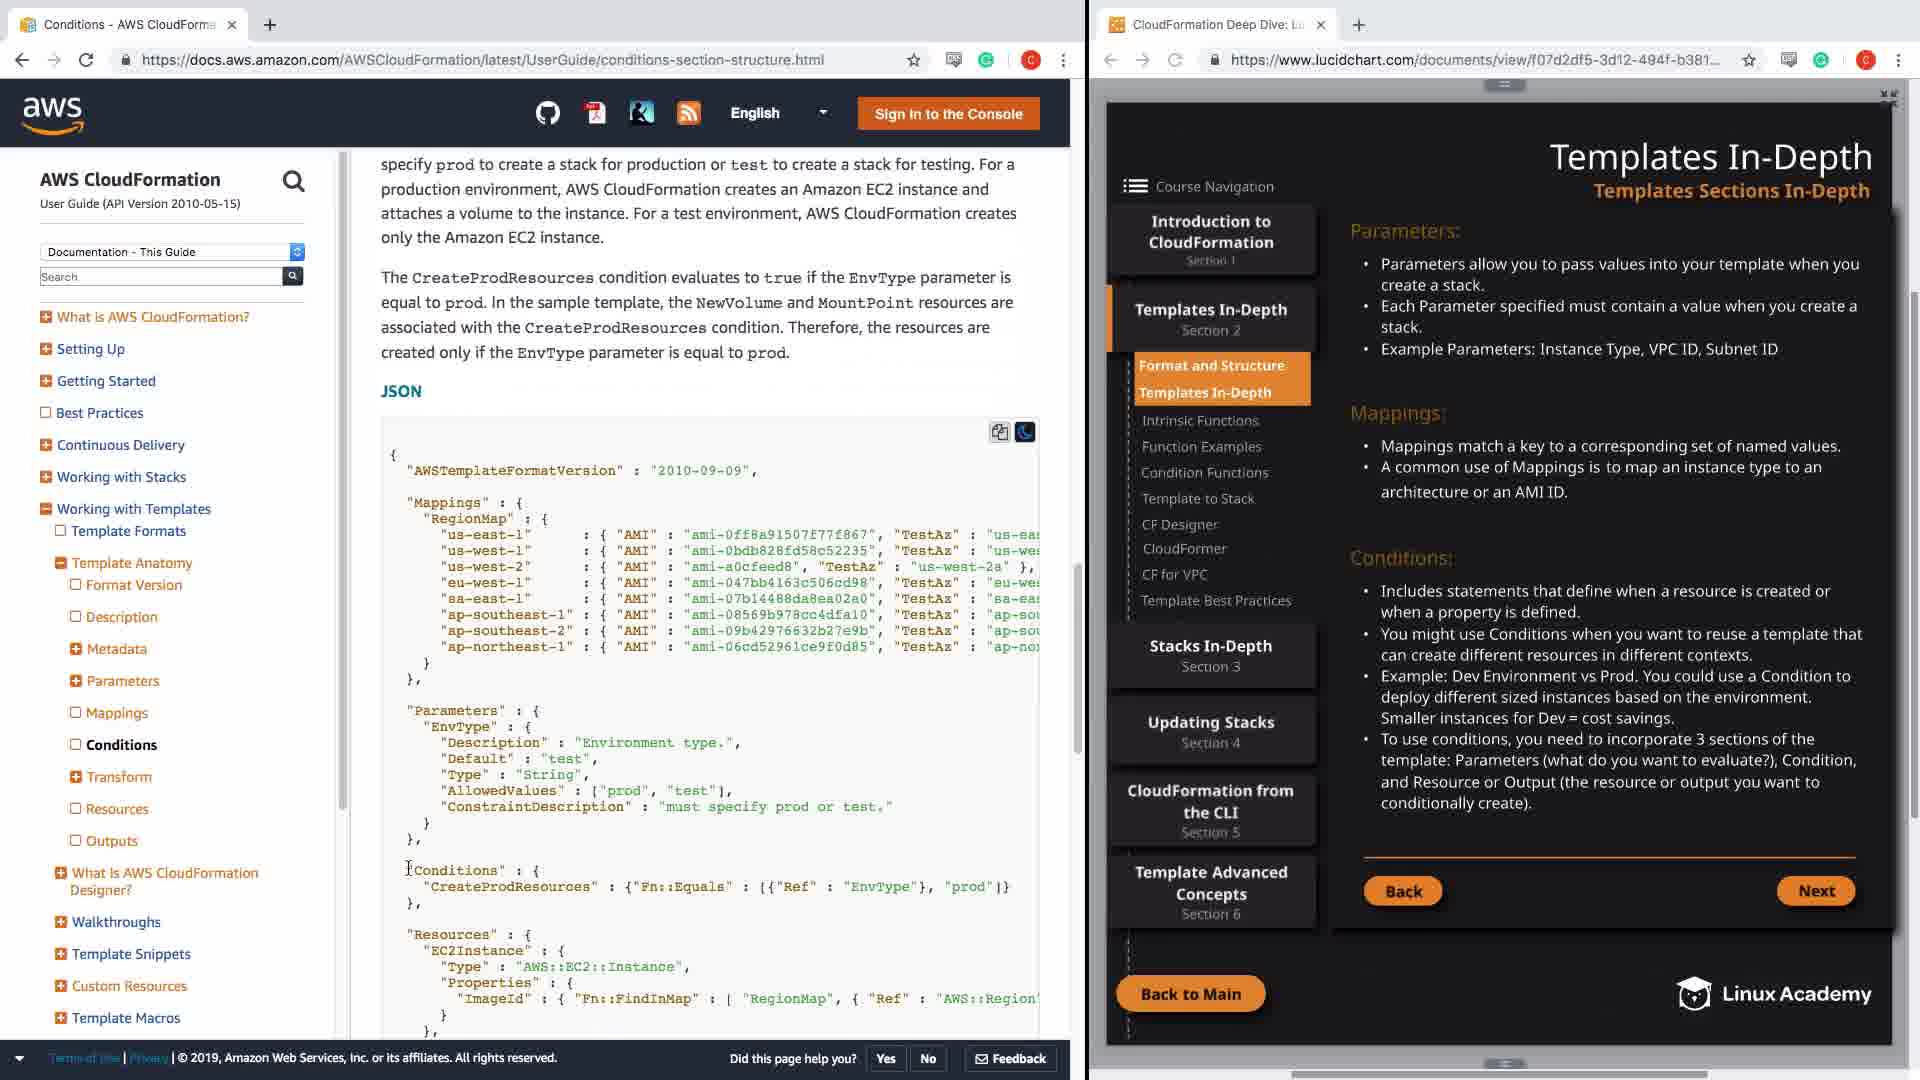 Conditions - AWS CloudForma
https://docs.aws.amazon.com/AWSCloudFormation/latest/UserGuide/conditions-section-structure.html
C
aws
English
Sign In to the Console
AWS CloudFormation
User Guide (API Version 2010-05-15)
Documentation - This Guide
Search
What is AWS CloudFormation?
Setting Up
Getting Started
Best Practices
Continuous Delivery
Working with Stacks
Working with Templates
Template Formats
Template Anatomy
Format Version
Description
Metadata
Parameters
Mappings
Conditions
Transform
Resources
Outputs
What Is AWS CloudFormation
Designer?
Walkthroughs
Template Snippets
Custom Resources
Template Macros
specify prod to create a stack for production or test to create a stack for testing. For a
production environment, AWS CloudFormation creates an Amazon EC2 instance and
attaches a volume to the instance. For a test environment, AWS CloudFormation creates
only the Amazon EC2 instance.
The CreateProdResources condition evaluates to true if the EnvType parameter is
equal to prod. In the sample template, the NewVolume and MountPoint resources are
associated with the CreateProdResources condition. Therefore, the resources are
created only if the EnvType parameter is equal to prod.
JSON
{
"AWSTemplateFormatVersion" : "2010-09-09",
"Mappings" : {
"RegionMap" : {
"us-east-1" : { "AMI" : "ami-0ff8a91507f77f867", "TestAz" : "us-eas
"us-west-1" : { "AMI" : "ami-0bdb828fd58c52235", "TestAz" : "us-wes
"us-west-2" : { "AMI" : "ami-a0cfeed8", "TestAz" : "us-west-2a" },
"eu-west-1" : { "AMI" : "ami-047bb4163c506cd98", "TestAz" : "eu-wes
"sa-east-1" : { "AMI" : "ami-07b14488da8ea02a0", "TestAz" : "sa-eas
"ap-southeast-1" : { "AMI" : "ami-08569b978cc4dfa10", "TestAz" : "ap-sou
"ap-southeast-2" : { "AMI" : "ami-09b42976632b27e9b", "TestAz" : "ap-sou
"ap-northeast-1" : { "AMI" : "ami-06cd52961ce9f0d85", "TestAz" : "ap-nor
}
},
"Parameters" : {
"EnvType" : {
"Description" : "Environment type.",
"Default" : "test",
"Type" : "String",
"AllowedValues" : ["prod", "test"],
"ConstraintDescription" : "must specify prod or test."
}
},
"Conditions" : {
"CreateProdResources" : {"Fn::Equals" : [{"Ref" : "EnvType"}, "prod"]}
},
"Resources" : {
"EC2Instance" : {
"Type" : "AWS::EC2::Instance",
"Properties" : {
"ImageId" : { "Fn::FindInMap" : [ "RegionMap", { "Ref" : "AWS::Region"
}
},
Terms of Use | Privacy | © 2019, Amazon Web Services, Inc. or its affiliates. All rights reserved.
Did this page help you?
Yes
No
Feedback
CloudFormation Deep Dive: Lu
https://www.lucidchart.com/documents/view/f07d2df5-3d12-494f-b381...
C
Templates In-Depth
Templates Sections In-Depth
Course Navigation
Introduction to
CloudFormation
Section 1
Templates In-Depth
Section 2
Format and Structure
Templates In-Depth
Intrinsic Functions
Function Examples
Condition Functions
Template to Stack
CF Designer
CloudFormer
CF for VPC
Template Best Practices
Stacks In-Depth
Section 3
Updating Stacks
Section 4
CloudFormation from
the CLI
Section 5
Template Advanced
Concepts
Section 6
Back to Main
Parameters:
• Parameters allow you to pass values into your template when you
create a stack.
• Each Parameter specified must contain a value when you create a
stack.
• Example Parameters: Instance Type, VPC ID, Subnet ID
Mappings:
• Mappings match a key to a corresponding set of named values.
• A common use of Mappings is to map an instance type to an
architecture or an AMI ID.
Conditions:
• Includes statements that define when a resource is created or
when a property is defined.
• You might use Conditions when you want to reuse a template that
can create different resources in different contexts.
• Example: Dev Environment vs Prod. You could use a Condition to
deploy different sized instances based on the environment.
Smaller instances for Dev = cost savings.
• To use conditions, you need to incorporate 3 sections of the
template: Parameters (what do you want to evaluate?), Condition,
and Resource or Output (the resource or output you want to
conditionally create).
Back
Next
Linux Academy